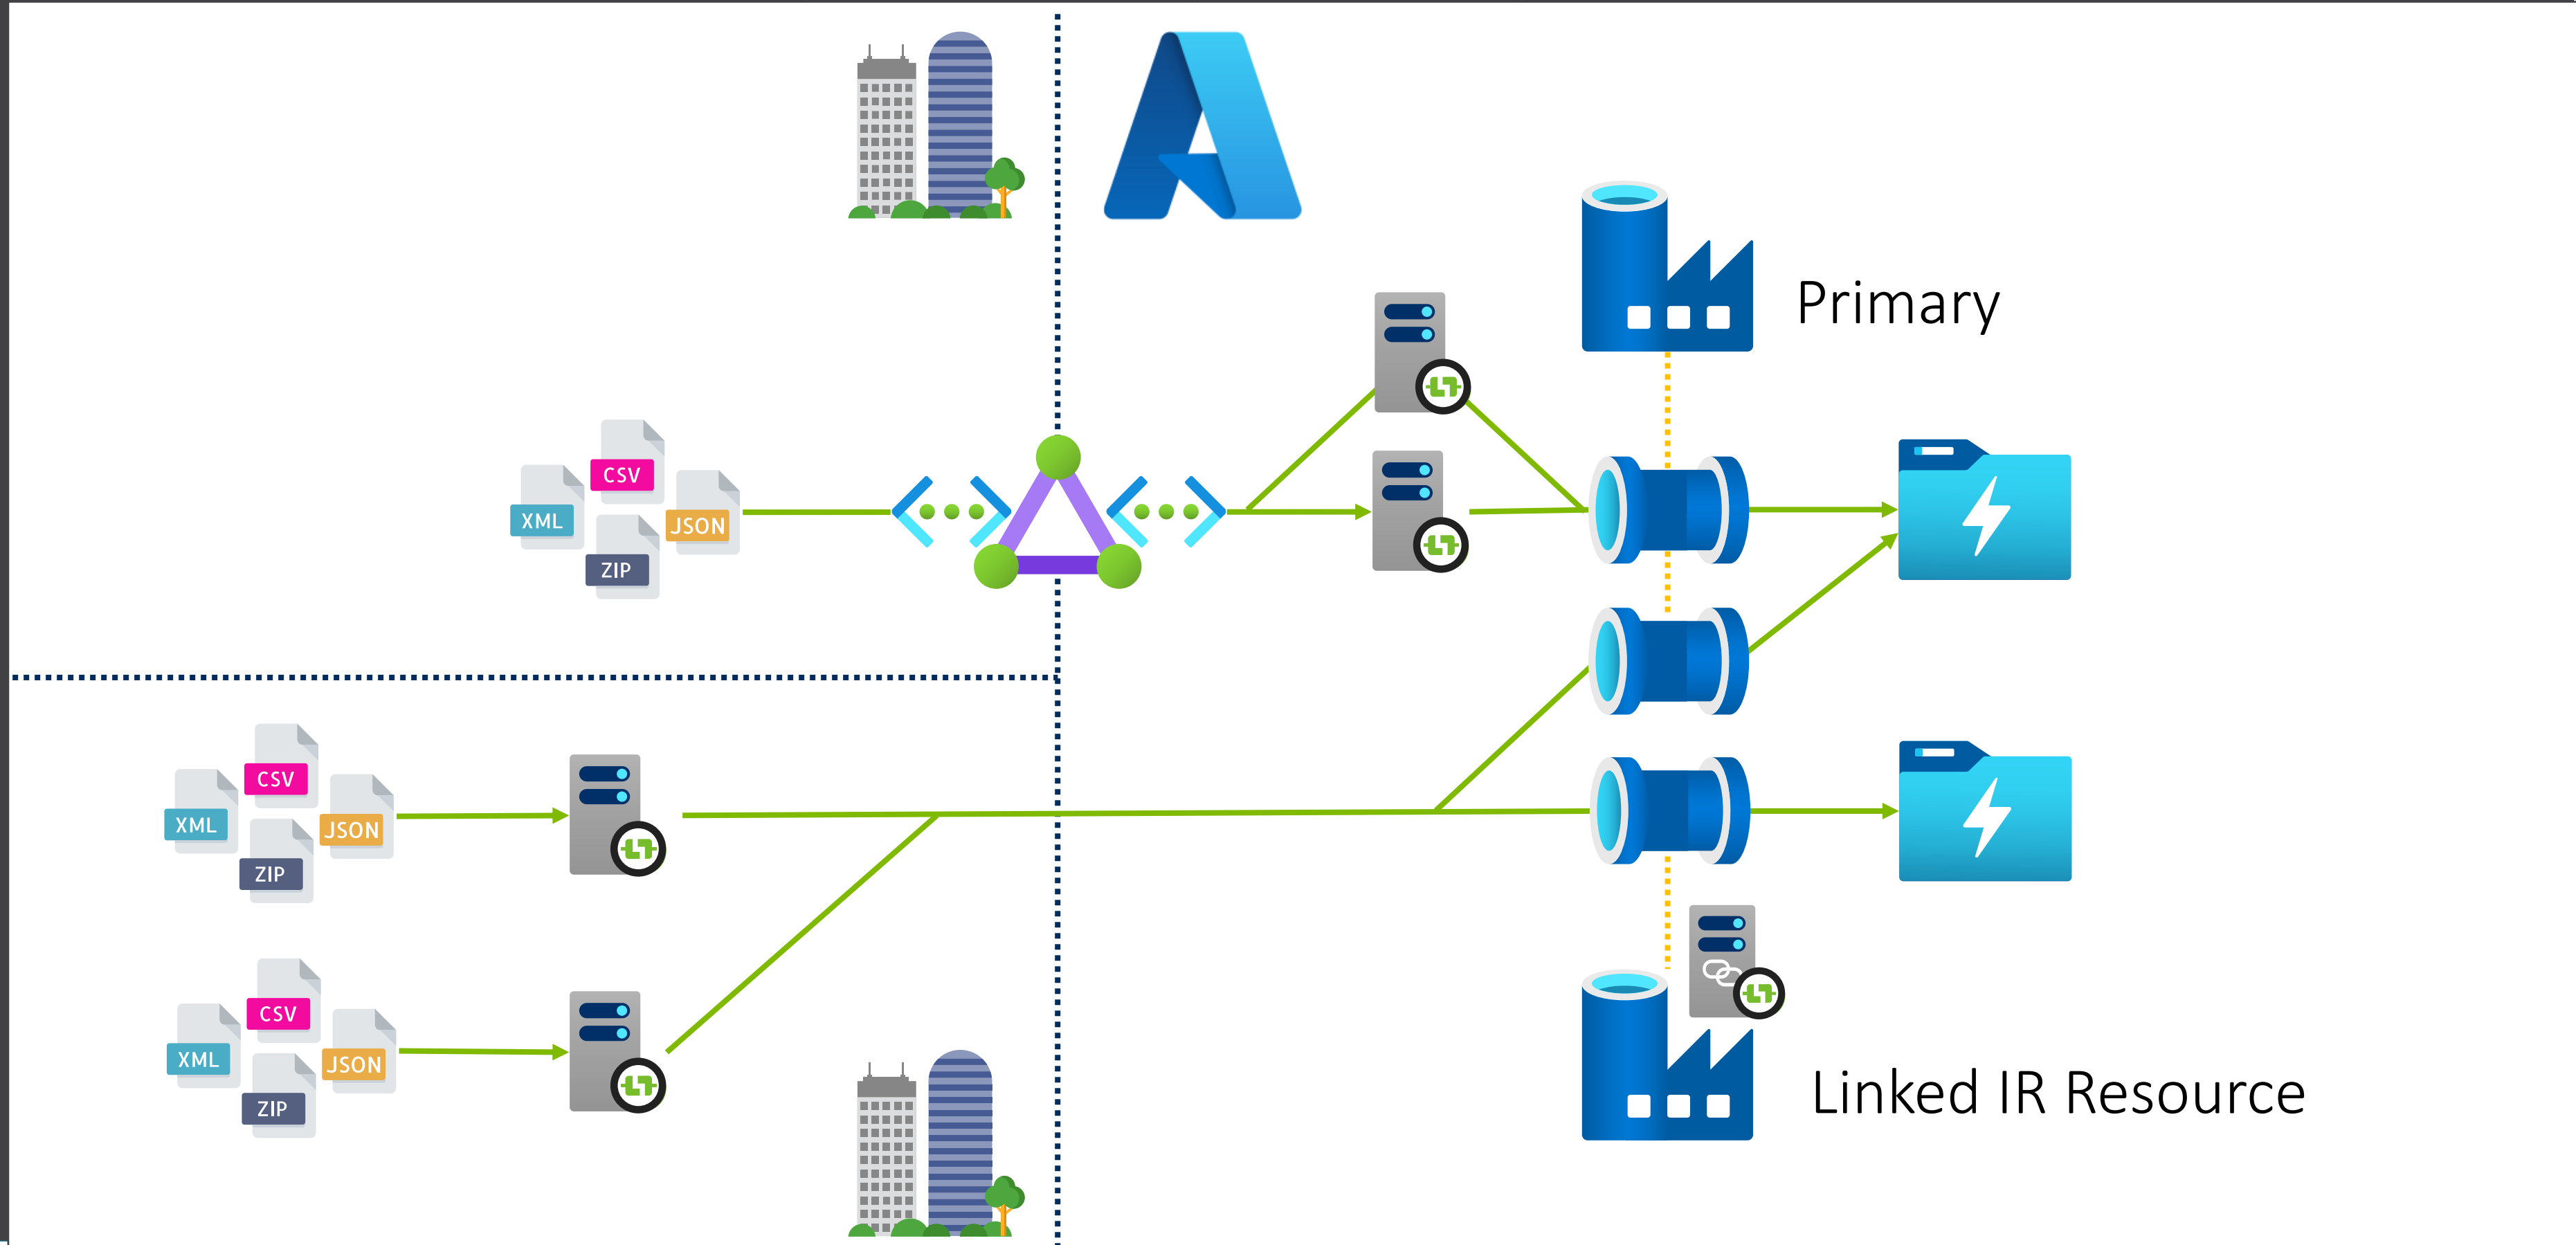 Primary
CSV
XML
JSON
ZIP
CSV
XML
JSON
ZIP
CSV
XML
JSON
ZIP
Linked IR Resource